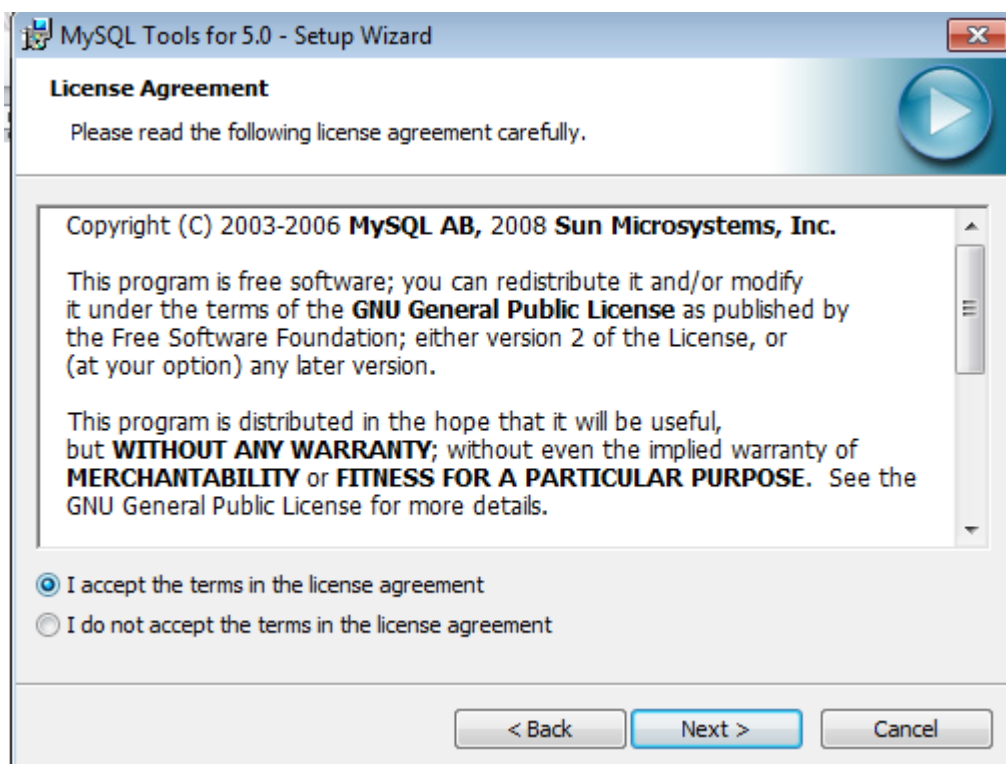 MySQL Tools for 5.0 - Setup Wizard
License Agreement
Please read the following license agreement carefully.
Copyright (C) 2003-2006 MySQL AB, 2008 Sun Microsystems, Inc.
This program is free software; you can redistribute it and/or modify
it under the terms of the GNU General Public License as published by
the Free Software Foundation; either version 2 of the License, or
(at your option) any later version.
This program is distributed in the hope that it will be useful,
but WITHOUT ANY WARRANTY; without even the implied warranty of
MERCHANTABILITY or FITNESS FOR A PARTICULAR PURPOSE. See the
GNU General Public License for more details.
I accept the terms in the license agreement
I do not accept the terms in the license agreement
< Back Next > Cancel